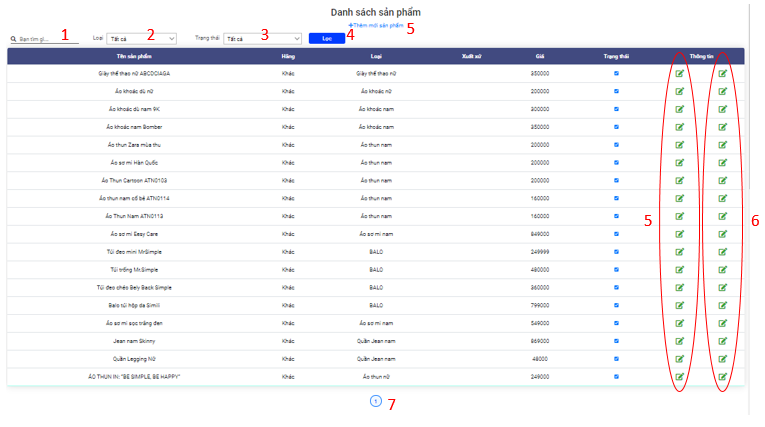 Danh sách sản phẩm
+Thêm mới sản phẩm 5
Bạn tìm gì... 1 Loại Tất cả 2 Trạng thái Tất cả 3 Lọc 4
Tên sản phẩm Hãng Loại Xuất xứ Giá Trạng thái Thông tin
Giày thể thao nữ ABCDCIAGA Khác Giày thể thao nữ 350000
Áo khoác dù nữ Khác Áo khoác nữ 200000
Áo khoác dù nam 9K Khác Áo khoác nam 300000
Áo khoác nam Bomber Khác Áo khoác nam 350000
Áo thun Zara mùa thu Khác Áo thun nam 200000
Áo sơ mi Hàn Quốc Khác Áo thun nam 200000
Áo Thun Cartoon ATN0103 Khác Áo thun nam 200000
Áo thun nam cổ bẻ ATN0114 Khác Áo thun nam 160000
Áo Thun Nam ATN0113 Khác Áo thun nam 160000
5 6
Áo sơ mi Easy Care Khác Áo sơ mi nam 849000
Túi đeo mini MrSimple Khác BALO 249999
Túi trống Mr.Simple Khác BALO 480000
Túi đeo chéo Bely Back Simple Khác BALO 360000
Balo túi hộp da Simili Khác BALO 799000
Áo sơ mi sọc trắng đen Khác Áo sơ mi nam 549000
Jean nam Skinny Khác Quần Jean nam 869000
Quần Legging Nữ Khác Quần Jean nam 48000
ÁO THUN IN: "BE SIMPLE, BE HAPPY" Khác Áo thun nữ 249000
1 7